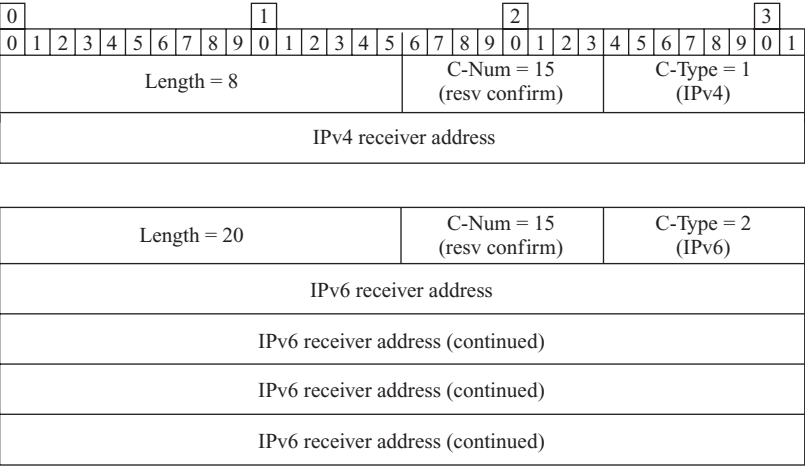 0 1 2 3
0 1 2 3 4 5 6 7 8 9 0 1 2 3 4 5 6 7 8 9 0 1 2 3 4 5 6 7 8 9 0 1
Length = 8 C-Num = 15 C-Type = 1
(resv confirm) (IPv4)
IPv4 receiver address
Length = 20 C-Num = 15 C-Type = 2
(resv confirm) (IPv6)
IPv6 receiver address
IPv6 receiver address (continued)
IPv6 receiver address (continued)
IPv6 receiver address (continued)